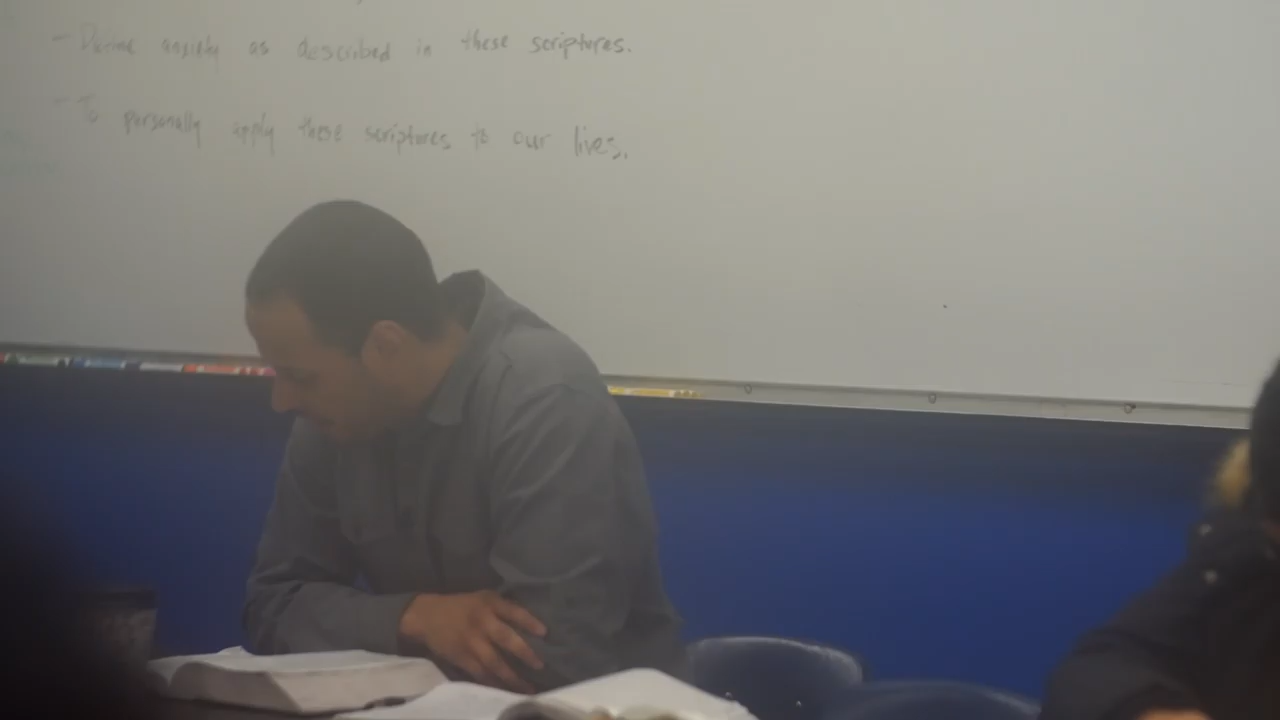 - Define anxiety as described in these scriptures.
- To personally apply these scriptures to our lives.